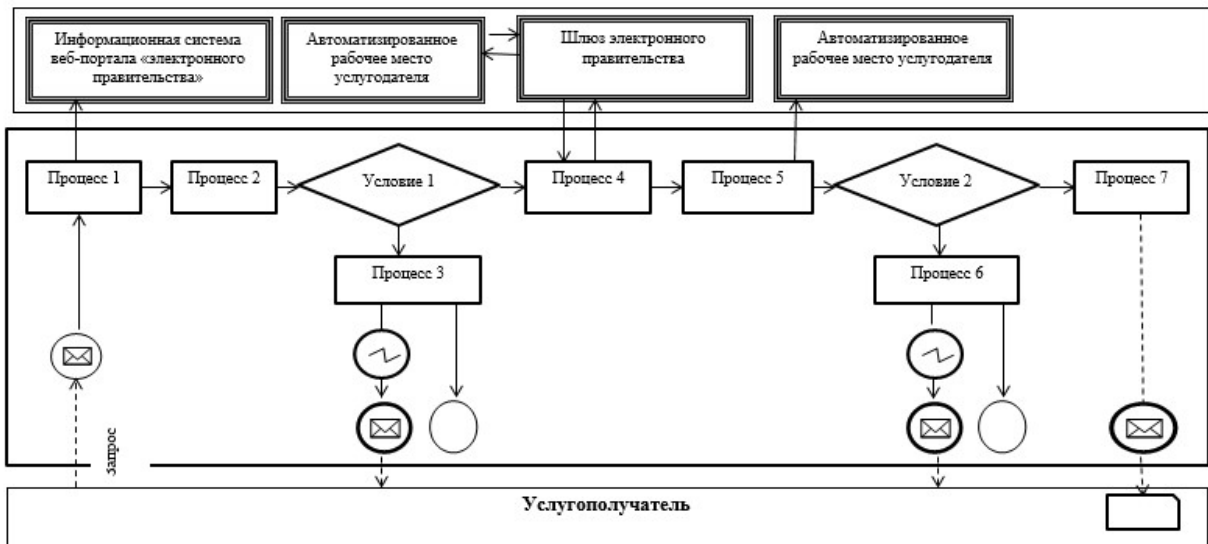 Информационная система
веб-портала «электронного
правительства»
Автоматизированное
рабочее место
услугодателя
Шлюз электронного
правительства
Автоматизированное
рабочее место услугодателя
Процесс 1
Процесс 2
Условие 1
Процесс 4
Процесс 5
Условие 2
Процесс 7
Процесс 3
Процесс 6
Запрос
Услугополучатель